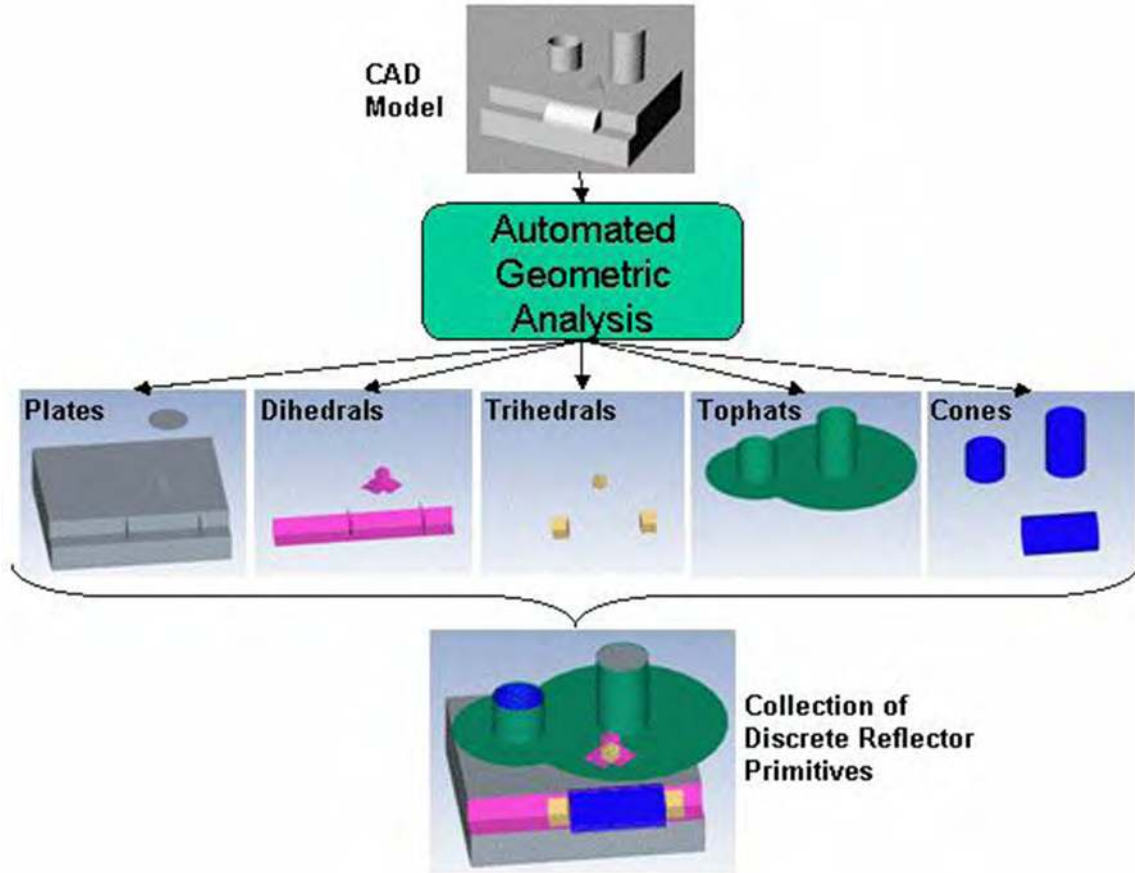 CAD
Model
Automated
Geometric
Analysis
Plates
Dihedrals
Trihedrals
Tophats
Cones
Collection of
Discrete Reflector
Primitives